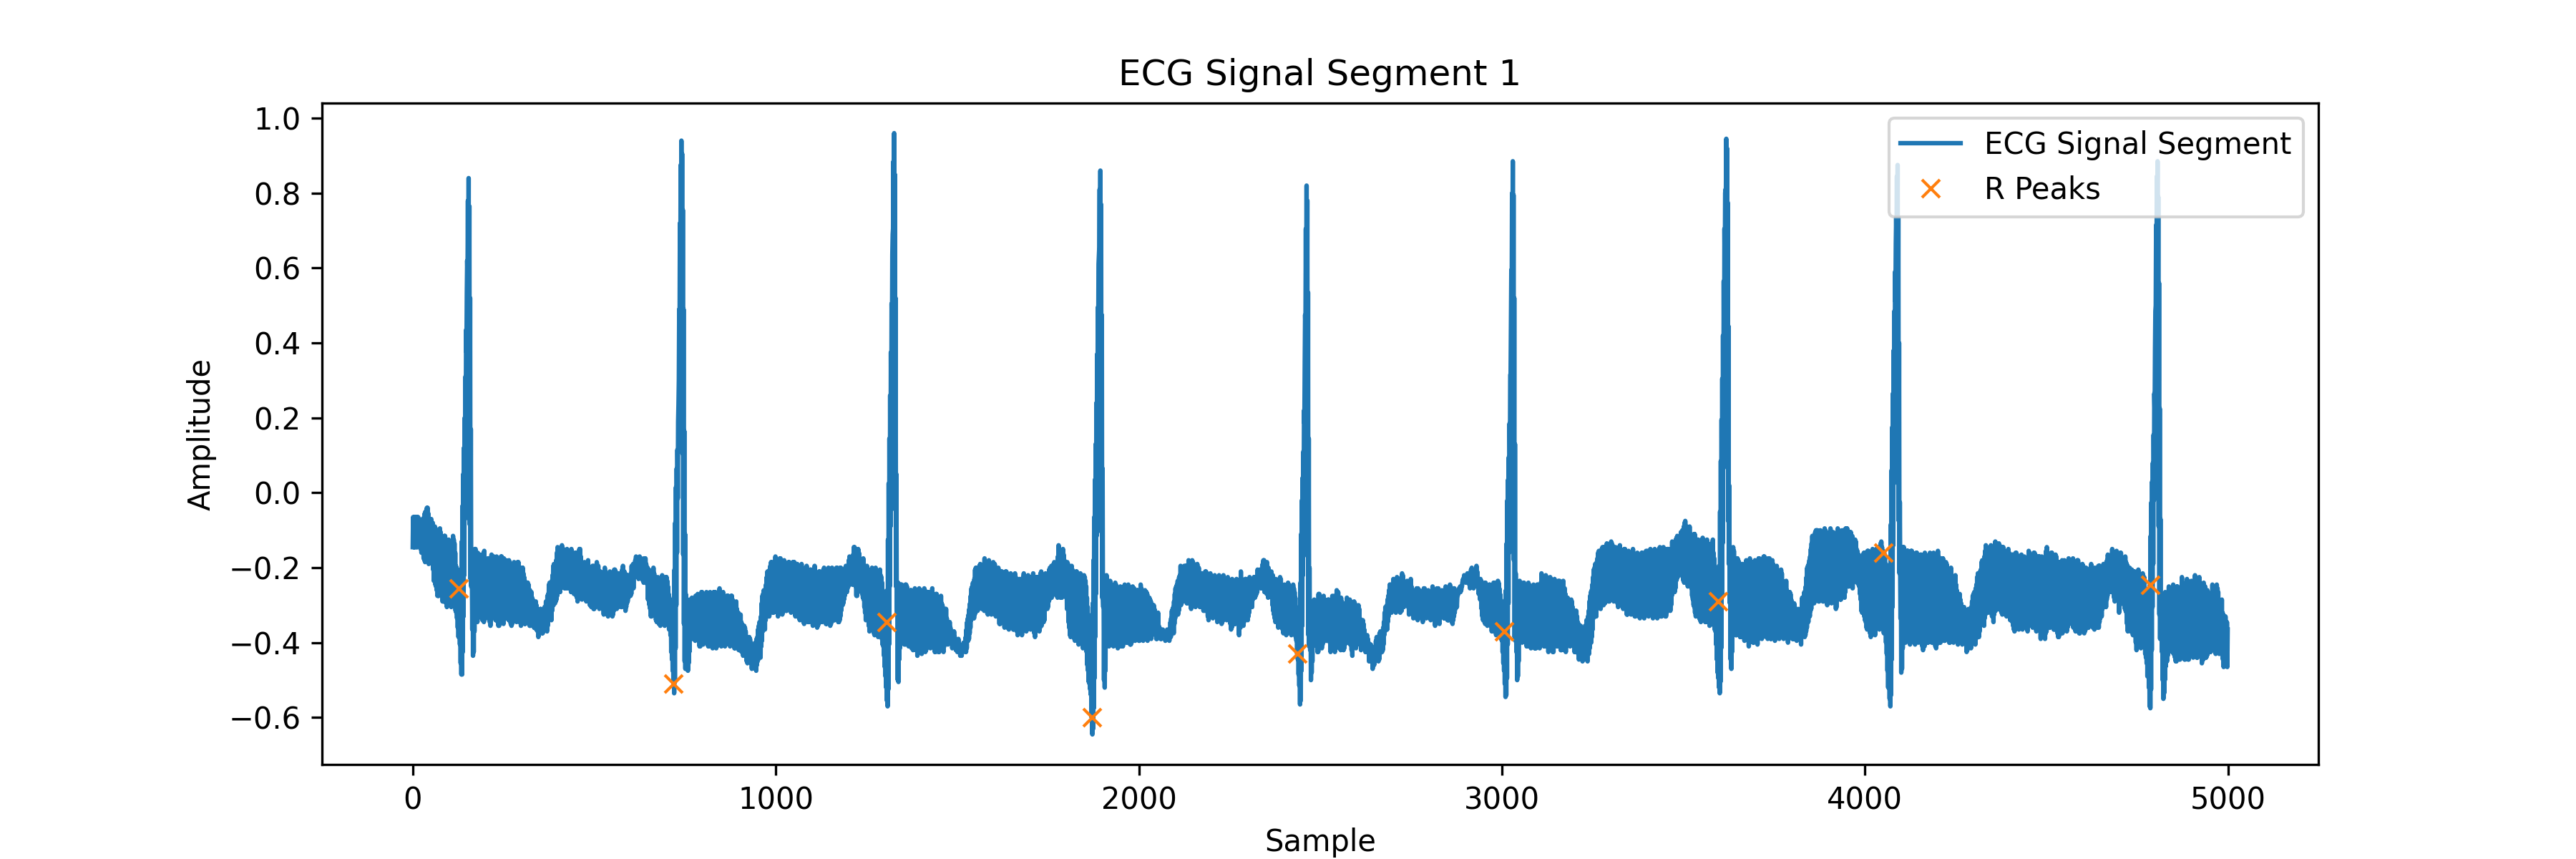 ECG Signal Segment 1
1.0
0.8
0.6
0.4
0.2
0.0
−0.2
−0.4
−0.6
Amplitude
ECG Signal Segment
R Peaks
0 1000 2000 3000 4000 5000
Sample